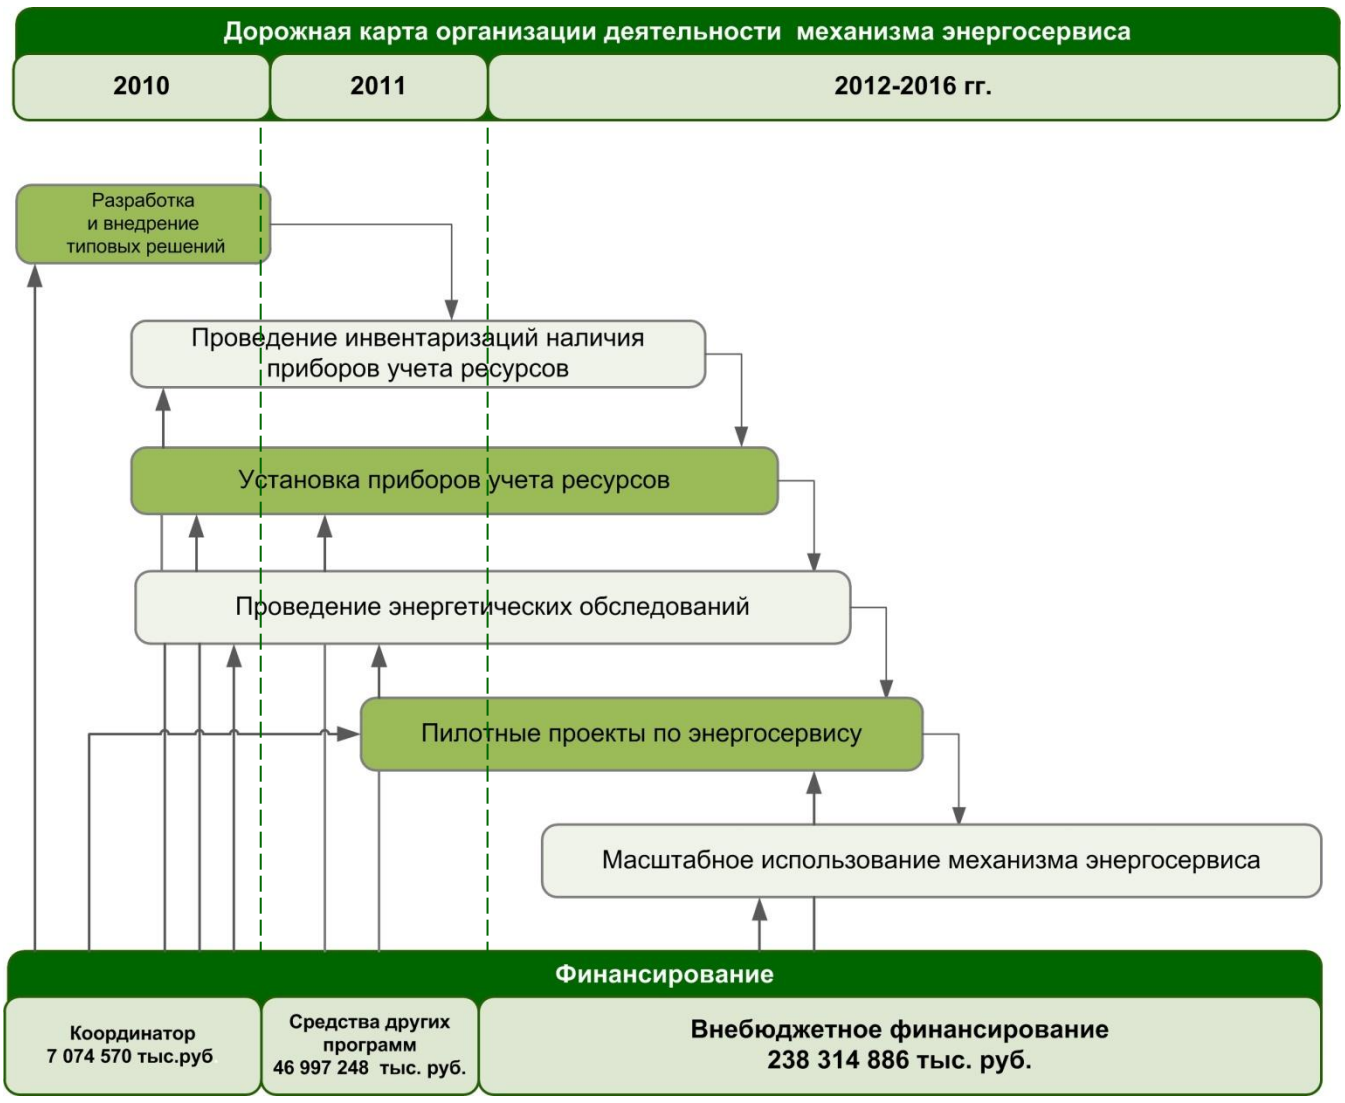 Дорожная карта организации деятельности механизма энергосервиса
2010
2011
2012-2016 гг.
Разработка
и внедрение
типовых решений
Проведение инвентаризаций наличия
приборов учета ресурсов
Установка приборов учета ресурсов
Проведение энергетических обследований
Пилотные проекты по энергосервису
Масштабное использование механизма энергосервиса
Финансирование
Координатор
7 074 570 тыс.руб.
Средства других
программ
46 997 248 тыс. руб.
Внебюджетное финансирование
238 314 886 тыс. руб.